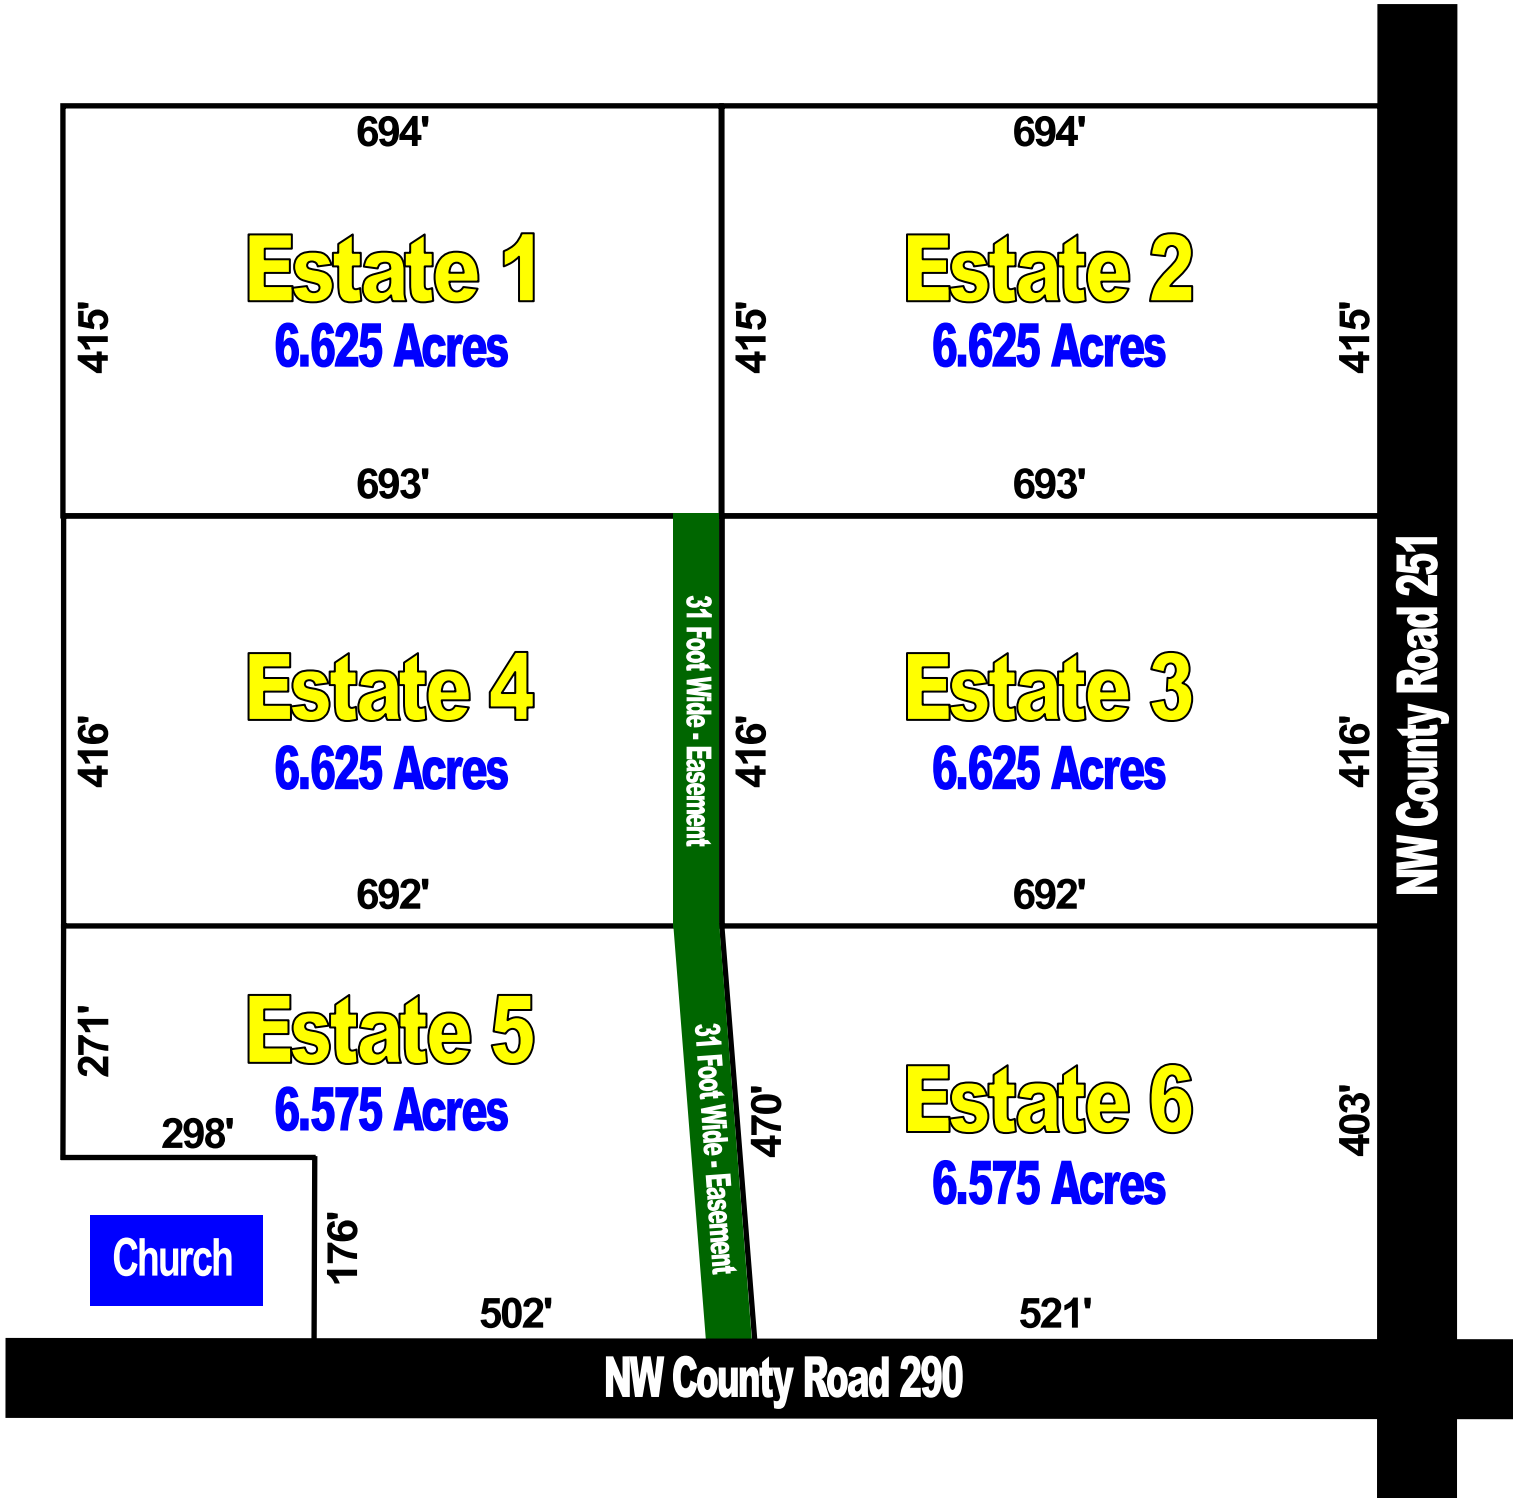 694'
694'
Estate 1
6.625 Acres
415'
693'
Estate 2
6.625 Acres
415'
415'
693'
NW County Road 251
Estate 4
6.625 Acres
416'
692'
31 Foot Wide - Easement
Estate 3
6.625 Acres
416'
416'
692'
Estate 5
6.575 Acres
271'
298'
176'
502'
Church
31 Foot Wide - Easement
470'
Estate 6
6.575 Acres
403'
521'
NW County Road 290